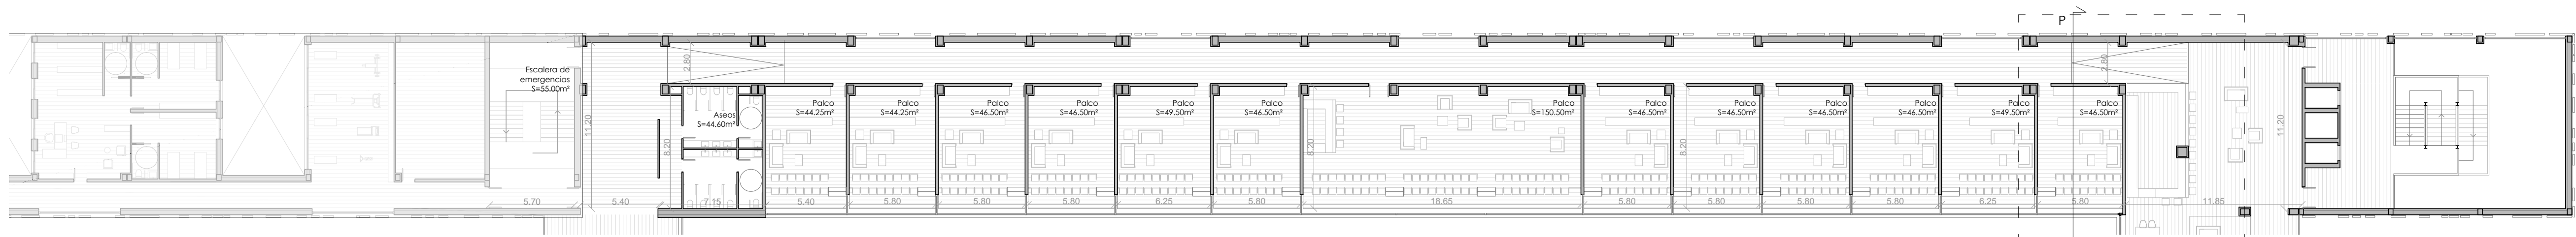 P
Escalera de
emergencias
S=55.00m²
2.80
2.80
Aseos
S=44.60m²
Palco
S=44.25m²
Palco
S=44.25m²
Palco
S=46.50m²
Palco
S=46.50m²
Palco
S=49.50m²
Palco
S=46.50m²
Palco
S=150.50m²
Palco
S=46.50m²
Palco
S=46.50m²
Palco
S=46.50m²
Palco
S=46.50m²
Palco
S=49.50m²
Palco
S=46.50m²
11.20
8.20
8.20
8.20
11.20
5.70
5.40
7.15
5.40
5.80
5.80
5.80
6.25
5.80
18.65
5.80
5.80
5.80
5.80
6.25
5.80
11.85